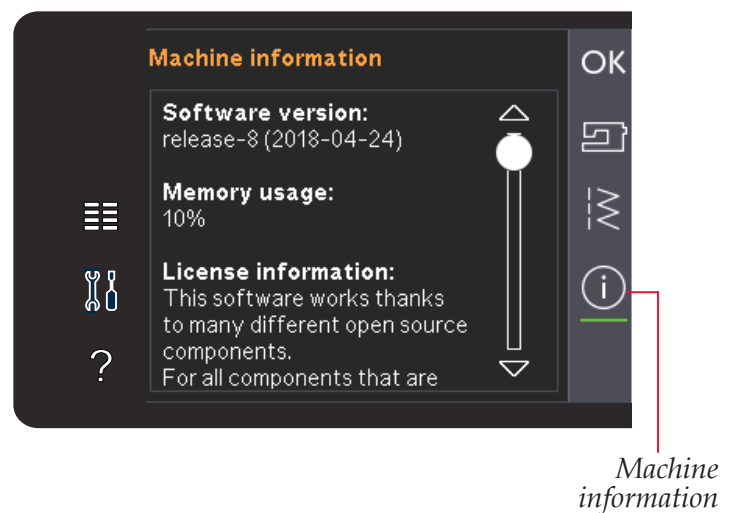 Machine information
OK
Software version:
release-8 (2018-04-24)
Memory usage:
10%
License information:
This software works thanks
to many different open source
components.
For all components that are
?
i
Machine
information